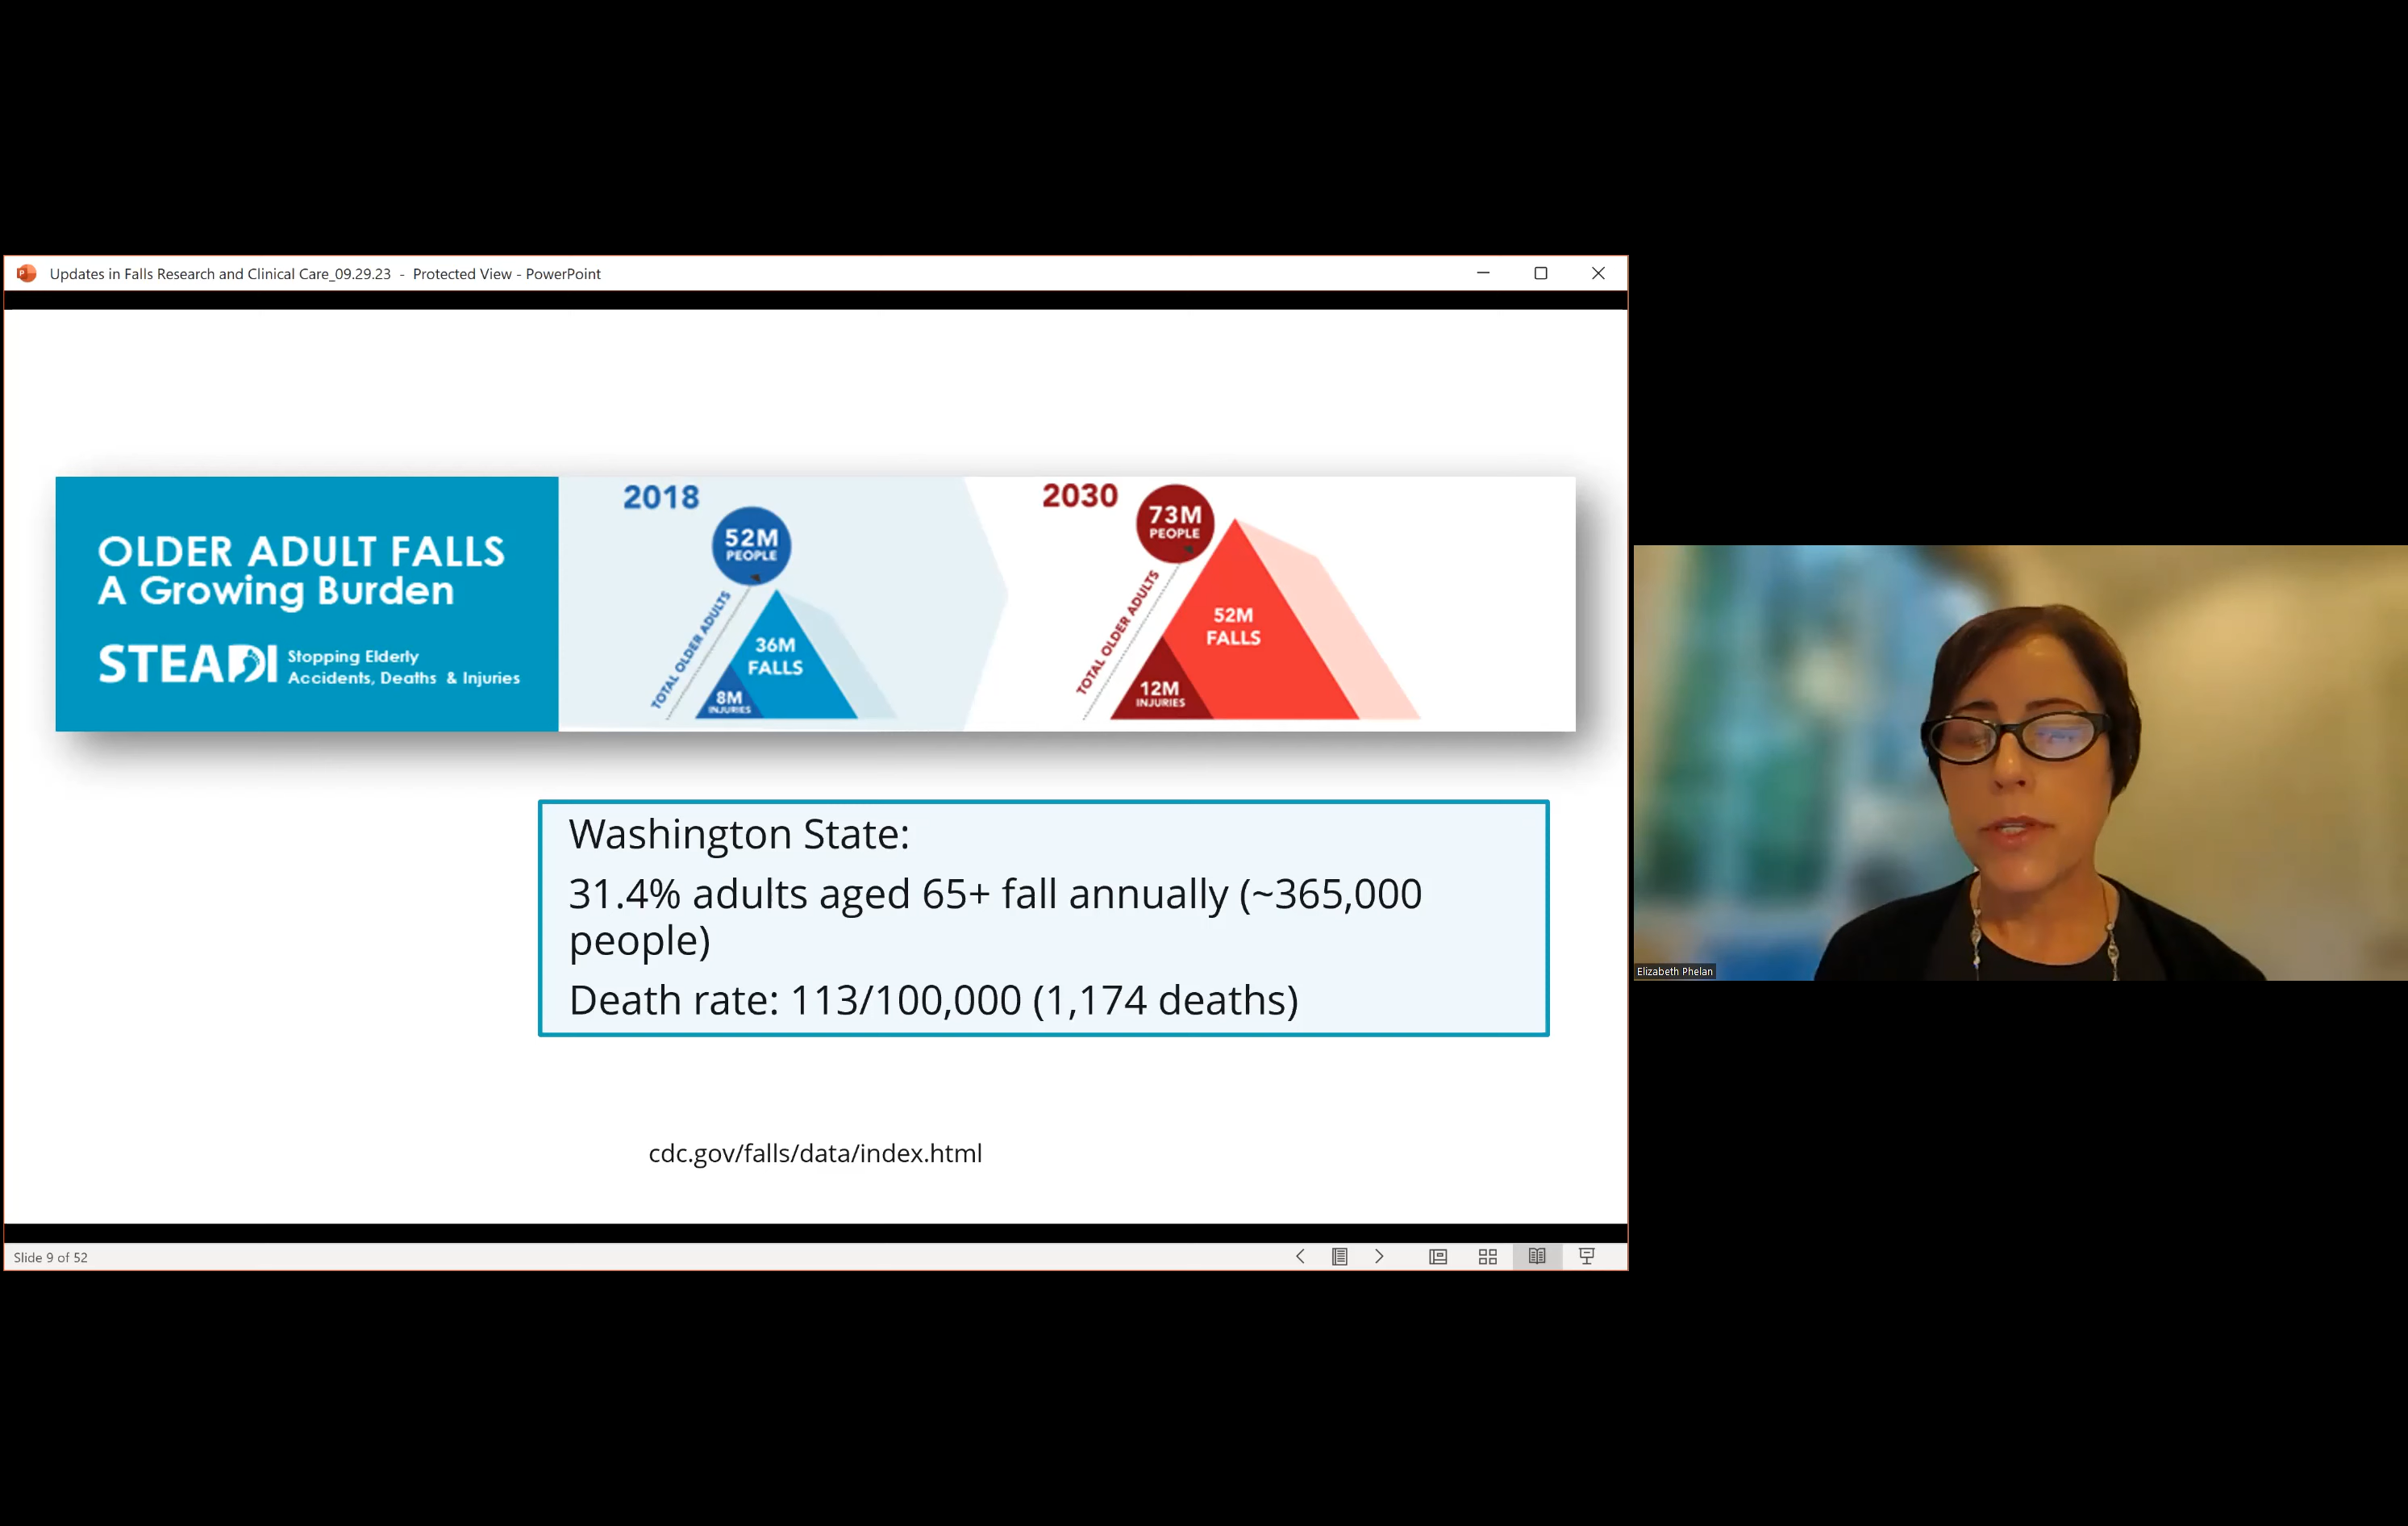 Updates in Falls Research and Clinical Care_09.29.23 - Protected View - PowerPoint
OLDER ADULT FALLS
A Growing Burden
STEADI
Stopping Elderly
Accidents, Deaths & Injuries
2018
52M
PEOPLE
TOTAL OLDER ADULTS
36M
FALLS
8M
INJURIES
2030
73M
PEOPLE
TOTAL OLDER ADULTS
52M
FALLS
12M
INJURIES
Washington State:
31.4% adults aged 65+ fall annually (~365,000
people)
Death rate: 113/100,000 (1,174 deaths)
cdc.gov/falls/data/index.html
Slide 9 of 52
Elizabeth Phelan